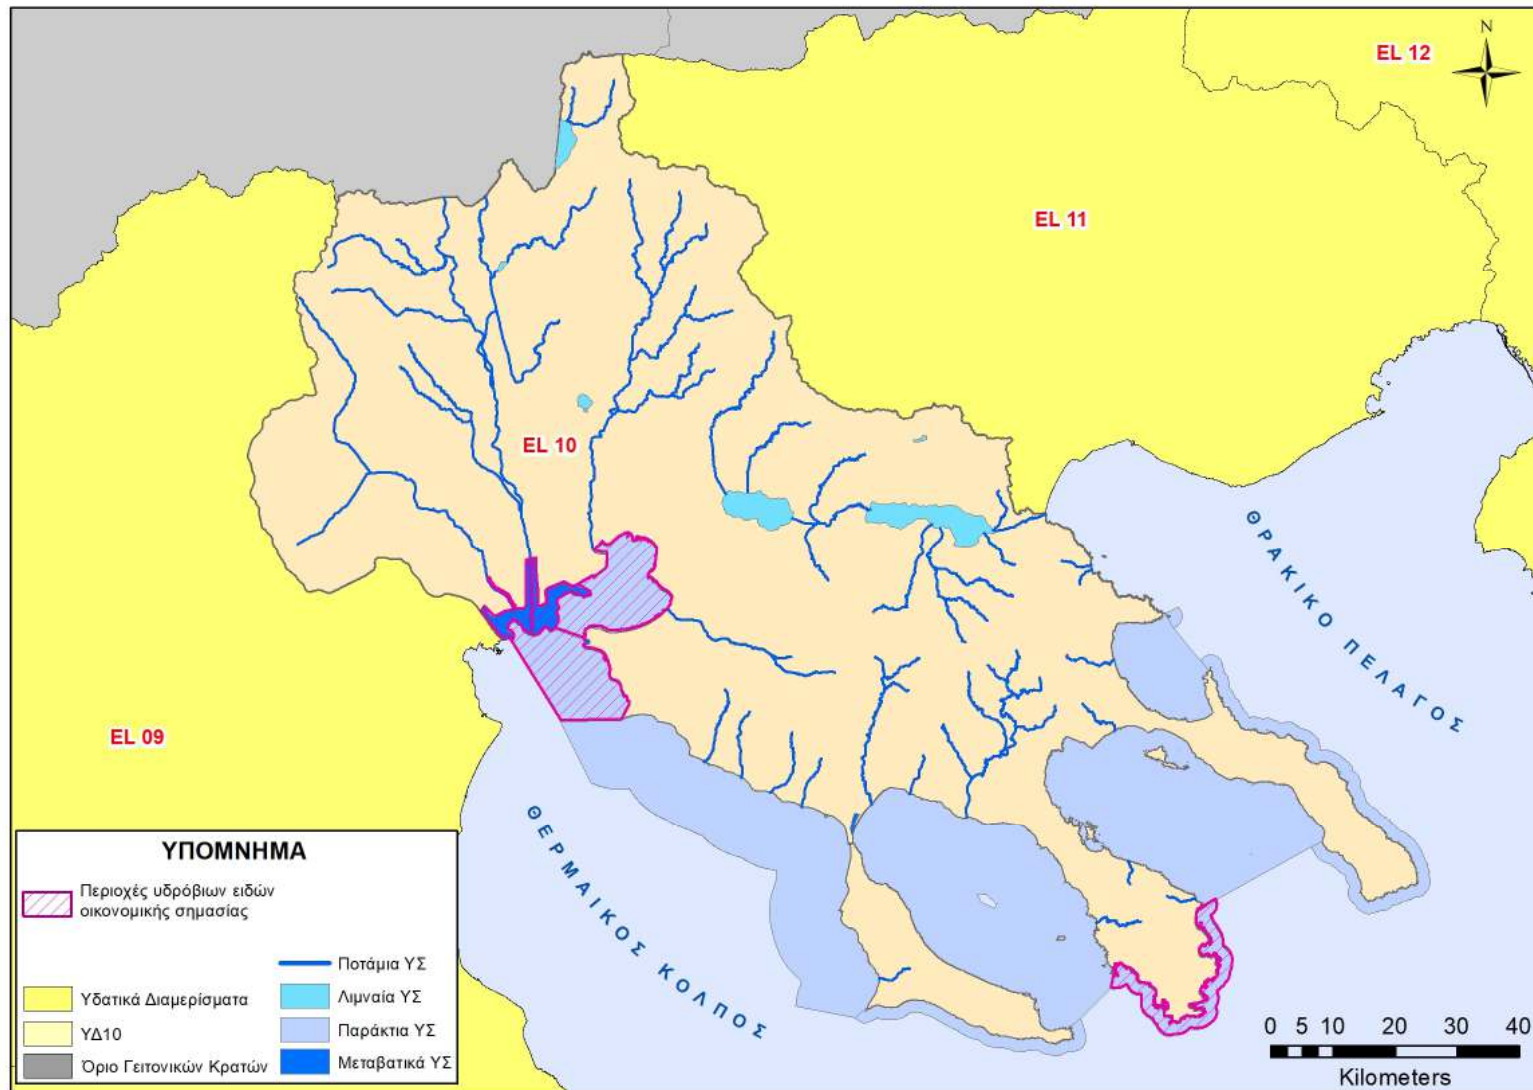 N
EL 12
EL 11
EL 10
EL 09
ΘΡΑΚΙΚΟ ΠΕΛΑΓΟΣ
ΘΕΡΜΑΙΚΟΣ ΚΟΛΠΟΣ
ΥΠΟΜΝΗΜΑ
Περιοχές υδρόβιων ειδών
οικονομικής σημασίας
Υδατικά Διαμερίσματα
ΥΔ10
Όριο Γειτονικών Κρατών
Ποτάμια ΥΣ
Λιμναία ΥΣ
Παράκτια ΥΣ
Μεταβατικά ΥΣ
0 5 10 20 30 40
Kilometers